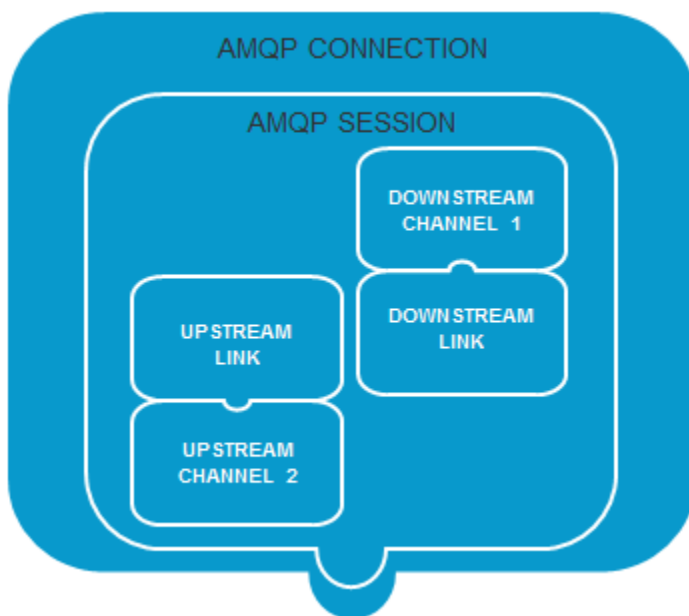 AMQP CONNECTION
AMQP SESSION
DOWNSTREAM
CHANNEL 1
DOWNSTREAM
LINK
UPSTREAM
LINK
UPSTREAM
CHANNEL 2